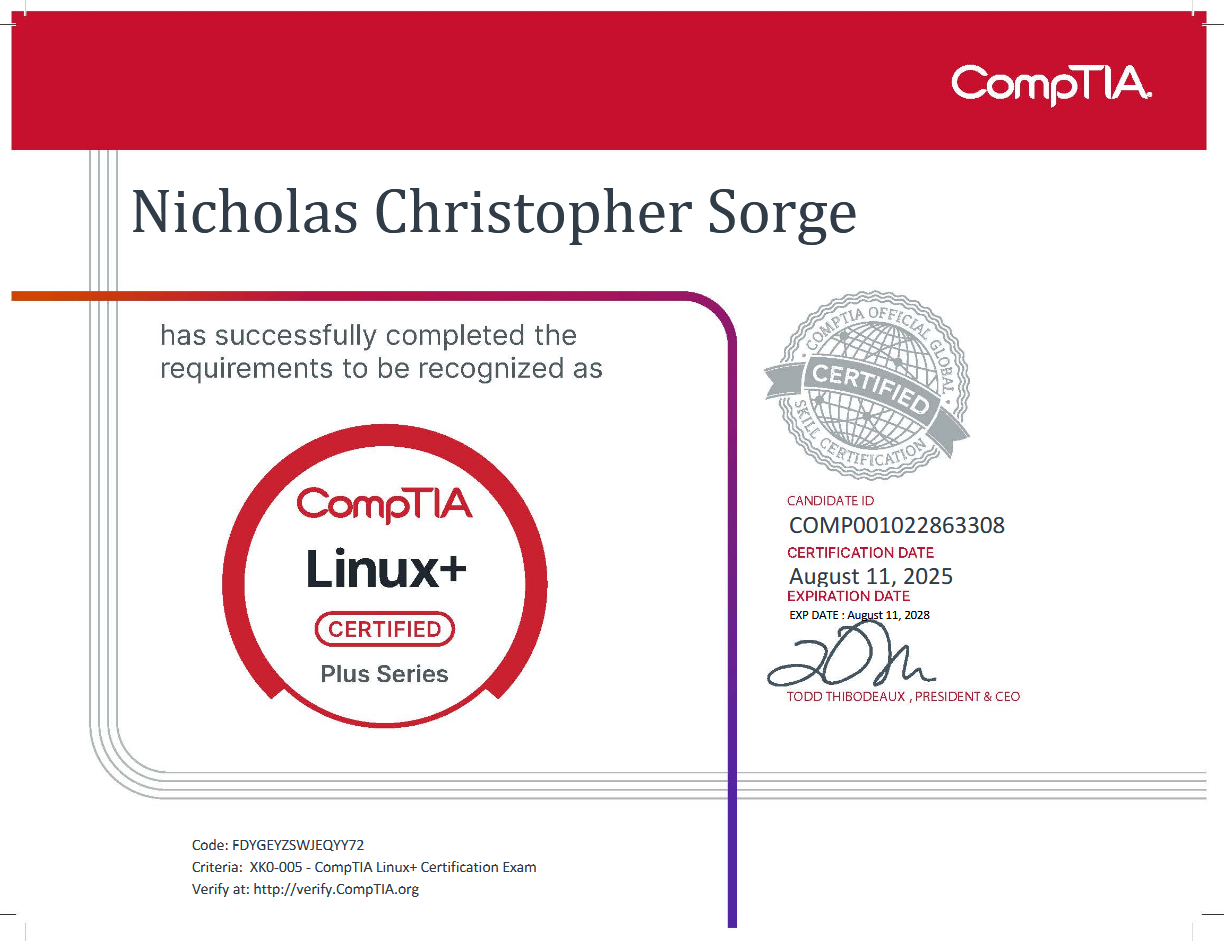 CompTIA.
Nicholas Christopher Sorge
has successfully completed the
requirements to be recognized as
CompTIA
Linux+
CERTIFIED
Plus Series
· COMPTIA OFFICIAL GLOBAL ·
CERTIFIED
SKILL CERTIFICATION
CANDIDATE ID
COMP001022863308
CERTIFICATION DATE
August 11, 2025
EXPIRATION DATE
EXP DATE : August 11, 2028
TODD THIBODEAUX , PRESIDENT & CEO
Code: FDYGEYZSWJEQYY72
Criteria:  XK0-005 - CompTIA Linux+ Certification Exam
Verify at: http://verify.CompTIA.org